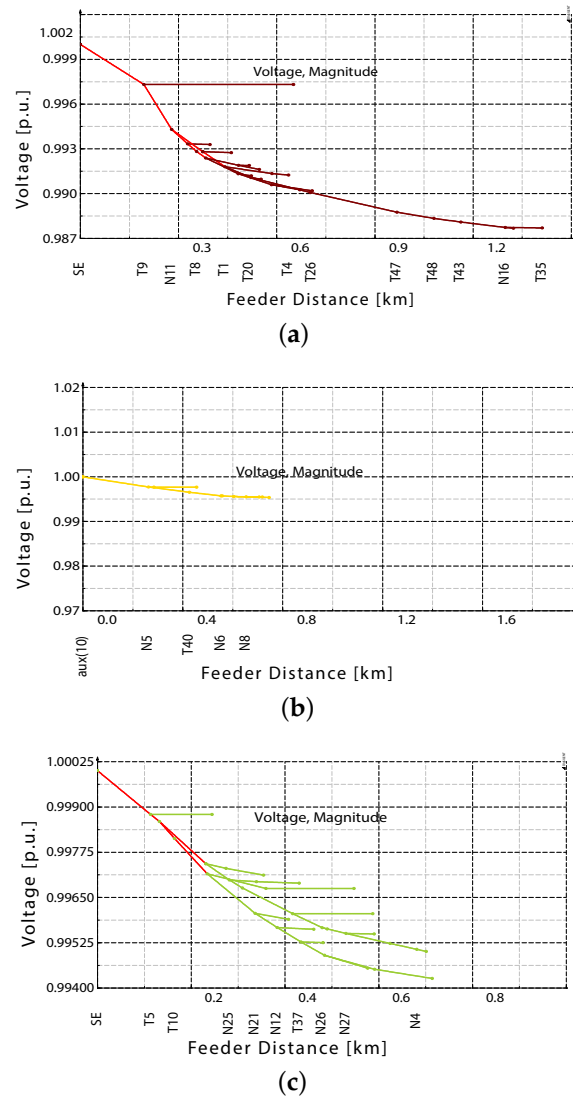 1.002
0.999
0.996
0.993
0.990
0.987
Voltage [p.u.]
Voltage, Magnitude
0.3 0.6 0.9 1.2
SE T9 N11 T8 T1 T20 T4 T26 T47 T48 T43 N16 T35
Feeder Distance [km]
(a)
1.02
1.01
1.00
0.99
0.98
0.97
Voltage [p.u.]
Voltage, Magnitude
0.0 0.4 0.8 1.2 1.6
aux(10) N5 T40 N6 N8
Feeder Distance [km]
(b)
1.00025
0.99900
0.99775
0.99650
0.99525
0.99400
Voltage [p.u.]
Voltage, Magnitude
0.2 0.4 0.6 0.8
SE T5 T10 N25 N21 N12 T37 N26 N27 N4
Feeder Distance [km]
(c)